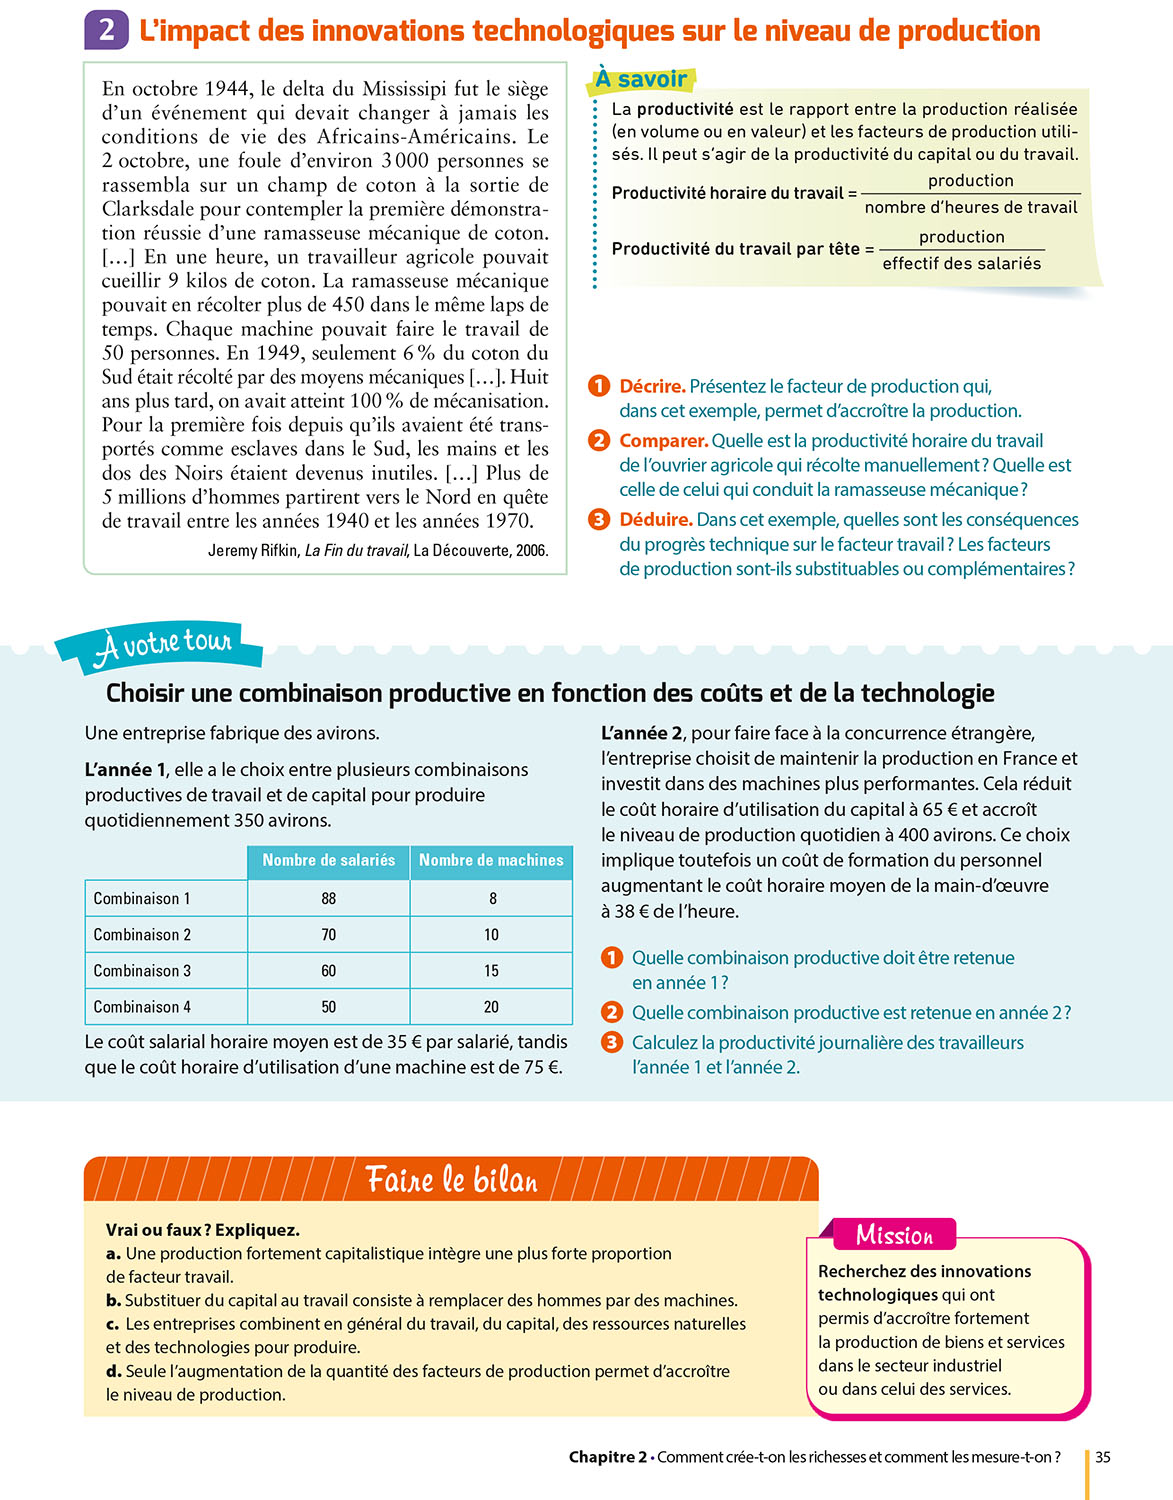 2 L'impact des innovations technologiques sur le niveau de production
En octobre 1944, le delta du Mississipi fut le siège
d'un événement qui devait changer à jamais les
conditions de vie des Africains-Américains. Le
2 octobre, une foule d'environ 3 000 personnes se
rassembla sur un champ de coton à la sortie de
Clarksdale pour contempler la première démonstra-
tion réussie d'une ramasseuse mécanique de coton.
[…] En une heure, un travailleur agricole pouvait
cueillir 9 kilos de coton. La ramasseuse mécanique
pouvait en récolter plus de 450 dans le même laps de
temps. Chaque machine pouvait faire le travail de
50 personnes. En 1949, seulement 6 % du coton du
Sud était récolté par des moyens mécaniques […]. Huit
ans plus tard, on avait atteint 100 % de mécanisation.
Pour la première fois depuis qu'ils avaient été trans-
portés comme esclaves dans le Sud, les mains et les
dos des Noirs étaient devenus inutiles. […] Plus de
5 millions d'hommes partirent vers le Nord en quête
de travail entre les années 1940 et les années 1970.
Jeremy Rifkin, La Fin du travail, La Découverte, 2006.
À savoir
La productivité est le rapport entre la production réalisée
(en volume ou en valeur) et les facteurs de production utili-
sés. Il peut s'agir de la productivité du capital ou du travail.
Productivité horaire du travail = production
nombre d'heures de travail
Productivité du travail par tête = production
effectif des salariés
1 Décrire. Présentez le facteur de production qui,
dans cet exemple, permet d'accroître la production.
2 Comparer. Quelle est la productivité horaire du travail
de l'ouvrier agricole qui récolte manuellement ? Quelle est
celle de celui qui conduit la ramasseuse mécanique ?
3 Déduire. Dans cet exemple, quelles sont les conséquences
du progrès technique sur le facteur travail ? Les facteurs
de production sont-ils substituables ou complémentaires ?
À votre tour
Choisir une combinaison productive en fonction des coûts et de la technologie
Une entreprise fabrique des avirons.
L'année 1, elle a le choix entre plusieurs combinaisons
productives de travail et de capital pour produire
quotidiennement 350 avirons.
Nombre de salariés Nombre de machines
Combinaison 1 88 8
Combinaison 2 70 10
Combinaison 3 60 15
Combinaison 4 50 20
Le coût salarial horaire moyen est de 35 € par salarié, tandis
que le coût horaire d'utilisation d'une machine est de 75 €.
L'année 2, pour faire face à la concurrence étrangère,
l'entreprise choisit de maintenir la production en France et
investit dans des machines plus performantes. Cela réduit
le coût horaire d'utilisation du capital à 65 € et accroît
le niveau de production quotidien à 400 avirons. Ce choix
implique toutefois un coût de formation du personnel
augmentant le coût horaire moyen de la main-d'œuvre
à 38 € de l'heure.
1 Quelle combinaison productive doit être retenue
en année 1 ?
2 Quelle combinaison productive est retenue en année 2 ?
3 Calculez la productivité journalière des travailleurs
l'année 1 et l'année 2.
Faire le bilan
Vrai ou faux ? Expliquez.
a. Une production fortement capitalistique intègre une plus forte proportion
de facteur travail.
b. Substituer du capital au travail consiste à remplacer des hommes par des machines.
c. Les entreprises combinent en général du travail, du capital, des ressources naturelles
et des technologies pour produire.
d. Seule l'augmentation de la quantité des facteurs de production permet d'accroître
le niveau de production.
Mission
Recherchez des innovations
technologiques qui ont
permis d'accroître fortement
la production de biens et services
dans le secteur industriel
ou dans celui des services.
Chapitre 2 • Comment crée-t-on les richesses et comment les mesure-t-on ? 35